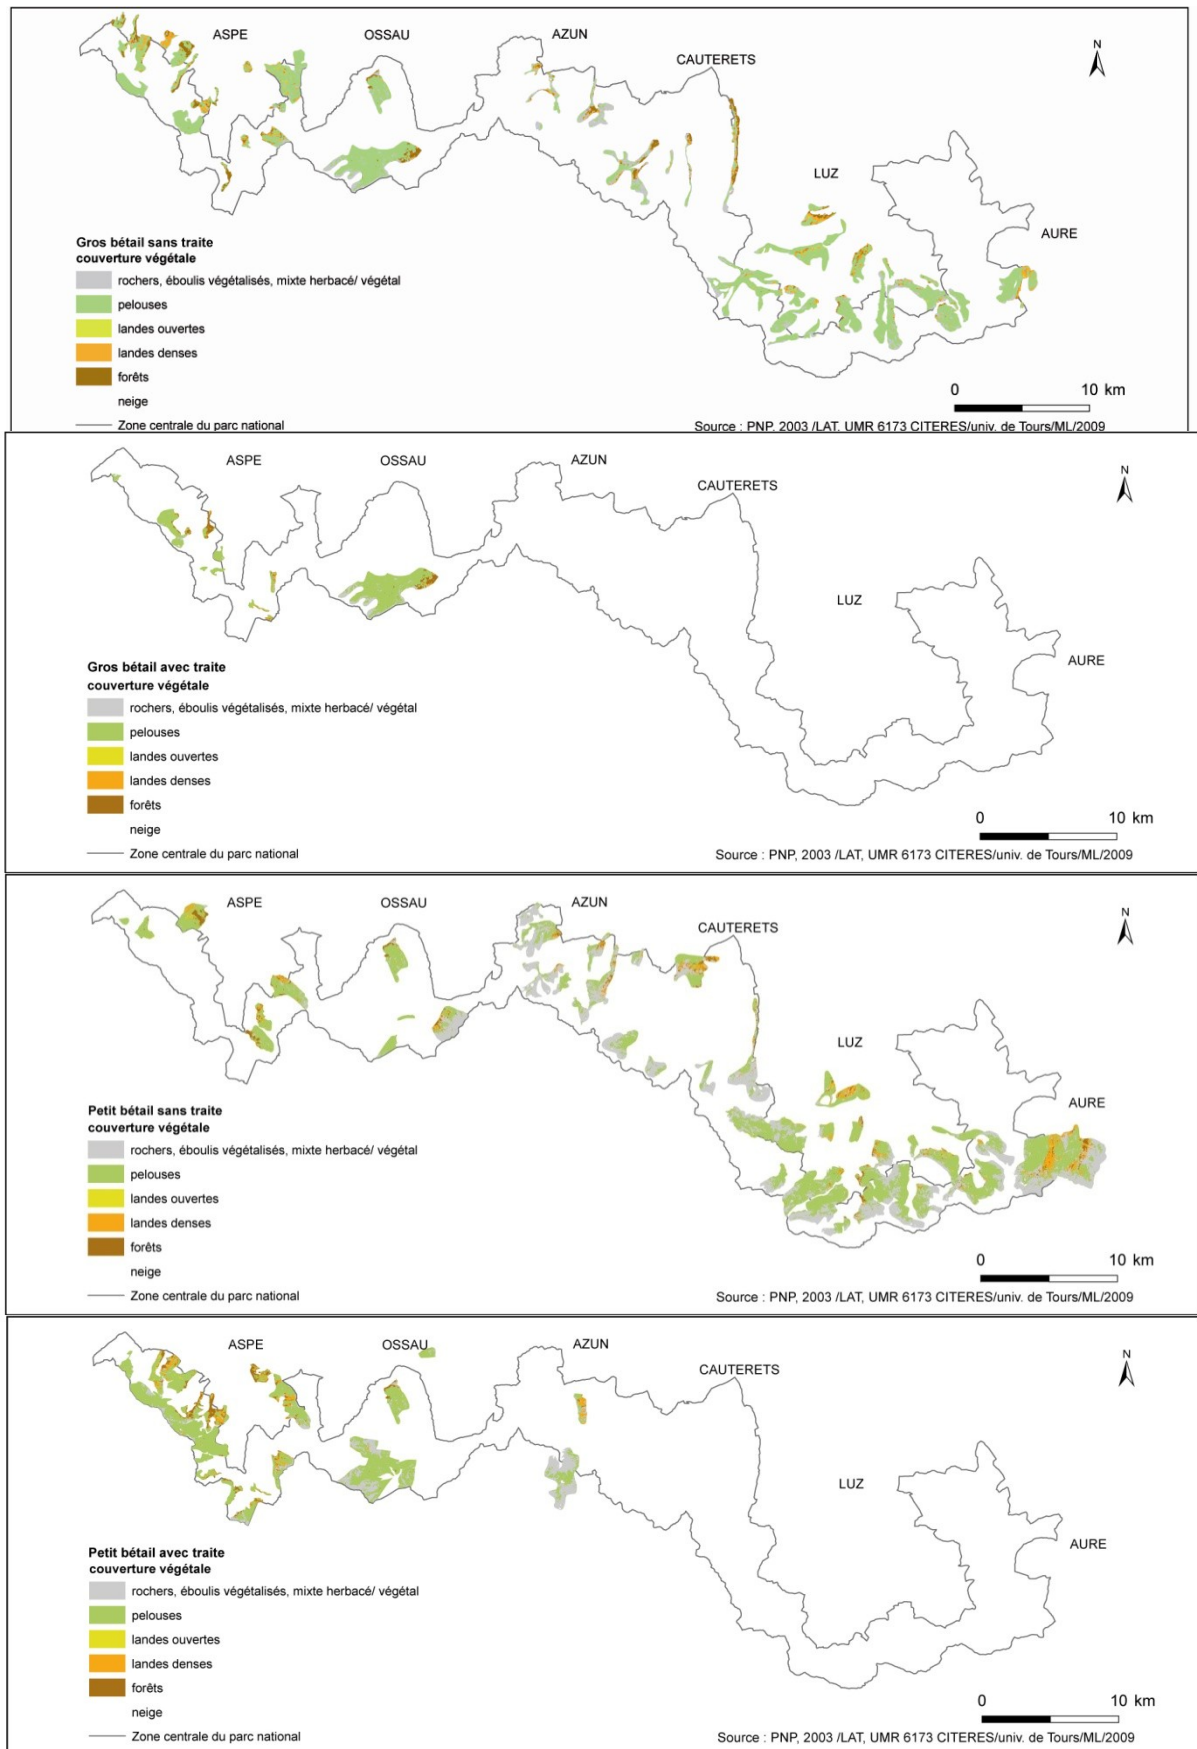 ASPE
OSSAU
AZUN
CAUTERETS
N
LUZ
AURE
Gros bétail sans traite
couverture végétale
rochers, éboulis végétalisés, mixte herbacé/ végétal
pelouses
landes ouvertes
landes denses
forêts
neige
Zone centrale du parc national
0 10 km
Source : PNP, 2003 /LAT, UMR 6173 CITERES/univ. de Tours/ML/2009
ASPE
OSSAU
AZUN
CAUTERETS
N
LUZ
AURE
Gros bétail avec traite
couverture végétale
rochers, éboulis végétalisés, mixte herbacé/ végétal
pelouses
landes ouvertes
landes denses
forêts
neige
Zone centrale du parc national
0 10 km
Source : PNP, 2003 /LAT, UMR 6173 CITERES/univ. de Tours/ML/2009
ASPE
OSSAU
AZUN
CAUTERETS
N
LUZ
AURE
Petit bétail sans traite
couverture végétale
rochers, éboulis végétalisés, mixte herbacé/ végétal
pelouses
landes ouvertes
landes denses
forêts
neige
Zone centrale du parc national
0 10 km
Source : PNP, 2003 /LAT, UMR 6173 CITERES/univ. de Tours/ML/2009
ASPE
OSSAU
AZUN
CAUTERETS
N
LUZ
AURE
Petit bétail avec traite
couverture végétale
rochers, éboulis végétalisés, mixte herbacé/ végétal
pelouses
landes ouvertes
landes denses
forêts
neige
Zone centrale du parc national
0 10 km
Source : PNP, 2003 /LAT, UMR 6173 CITERES/univ. de Tours/ML/2009